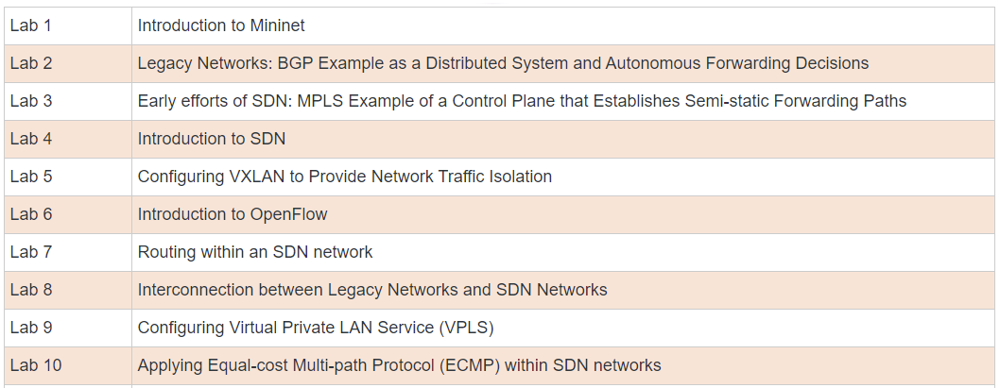 Lab 1 Introduction to Mininet
Lab 2 Legacy Networks: BGP Example as a Distributed System and Autonomous Forwarding Decisions
Lab 3 Early efforts of SDN: MPLS Example of a Control Plane that Establishes Semi-static Forwarding Paths
Lab 4 Introduction to SDN
Lab 5 Configuring VXLAN to Provide Network Traffic Isolation
Lab 6 Introduction to OpenFlow
Lab 7 Routing within an SDN network
Lab 8 Interconnection between Legacy Networks and SDN Networks
Lab 9 Configuring Virtual Private LAN Service (VPLS)
Lab 10 Applying Equal-cost Multi-path Protocol (ECMP) within SDN networks